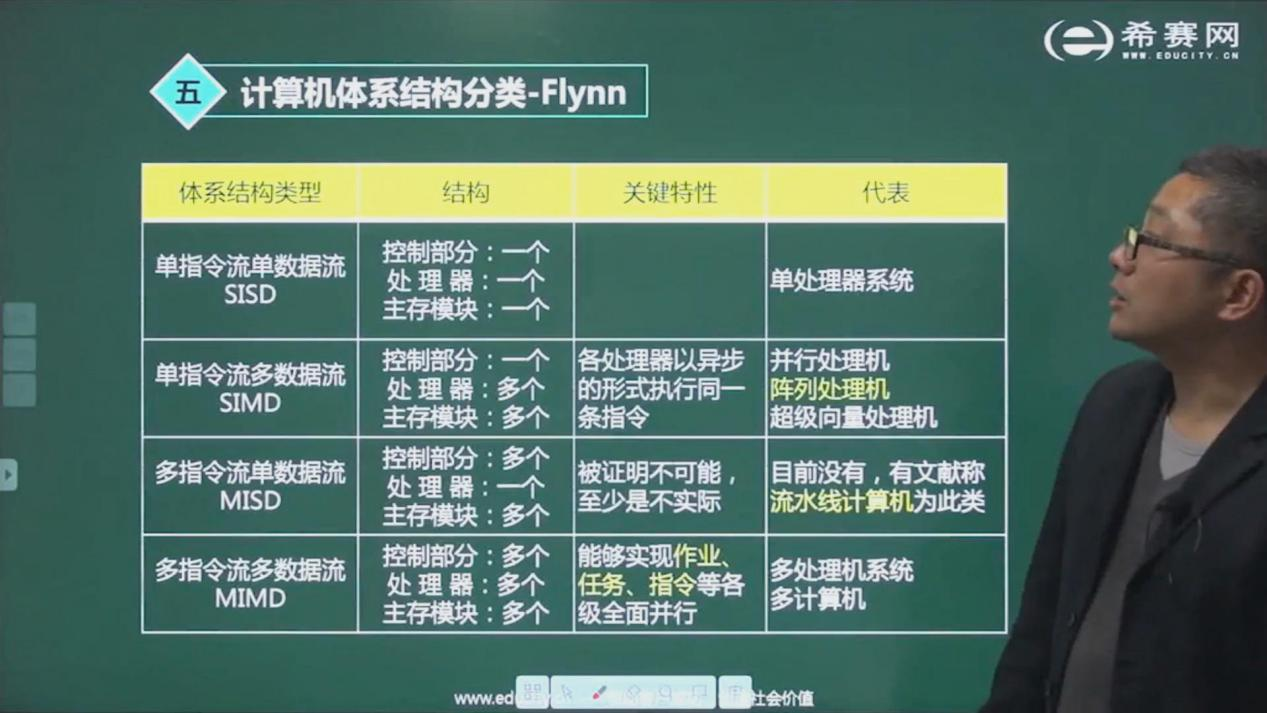 希赛网
WWW.EDUCITY.CN
五
计算机体系结构分类-Flynn
体系结构类型
结构
关键特性
代表
单指令流单数据流
SISD
控制部分：一个
处 理 器：一个
主存模块：一个
单处理器系统
单指令流多数据流
SIMD
控制部分：一个
处 理 器：多个
主存模块：多个
各处理器以异步
的形式执行同一
条指令
并行处理机
阵列处理机
超级向量处理机
多指令流单数据流
MISD
控制部分：多个
处 理 器：一个
主存模块：多个
被证明不可能，
至少是不实际
目前没有，有文献称
流水线计算机为此类
多指令流多数据流
MIMD
控制部分：多个
处 理 器：多个
主存模块：多个
能够实现作业、
任务、指令等各
级全面并行
多处理机系统
多计算机
www.edu
社会价值